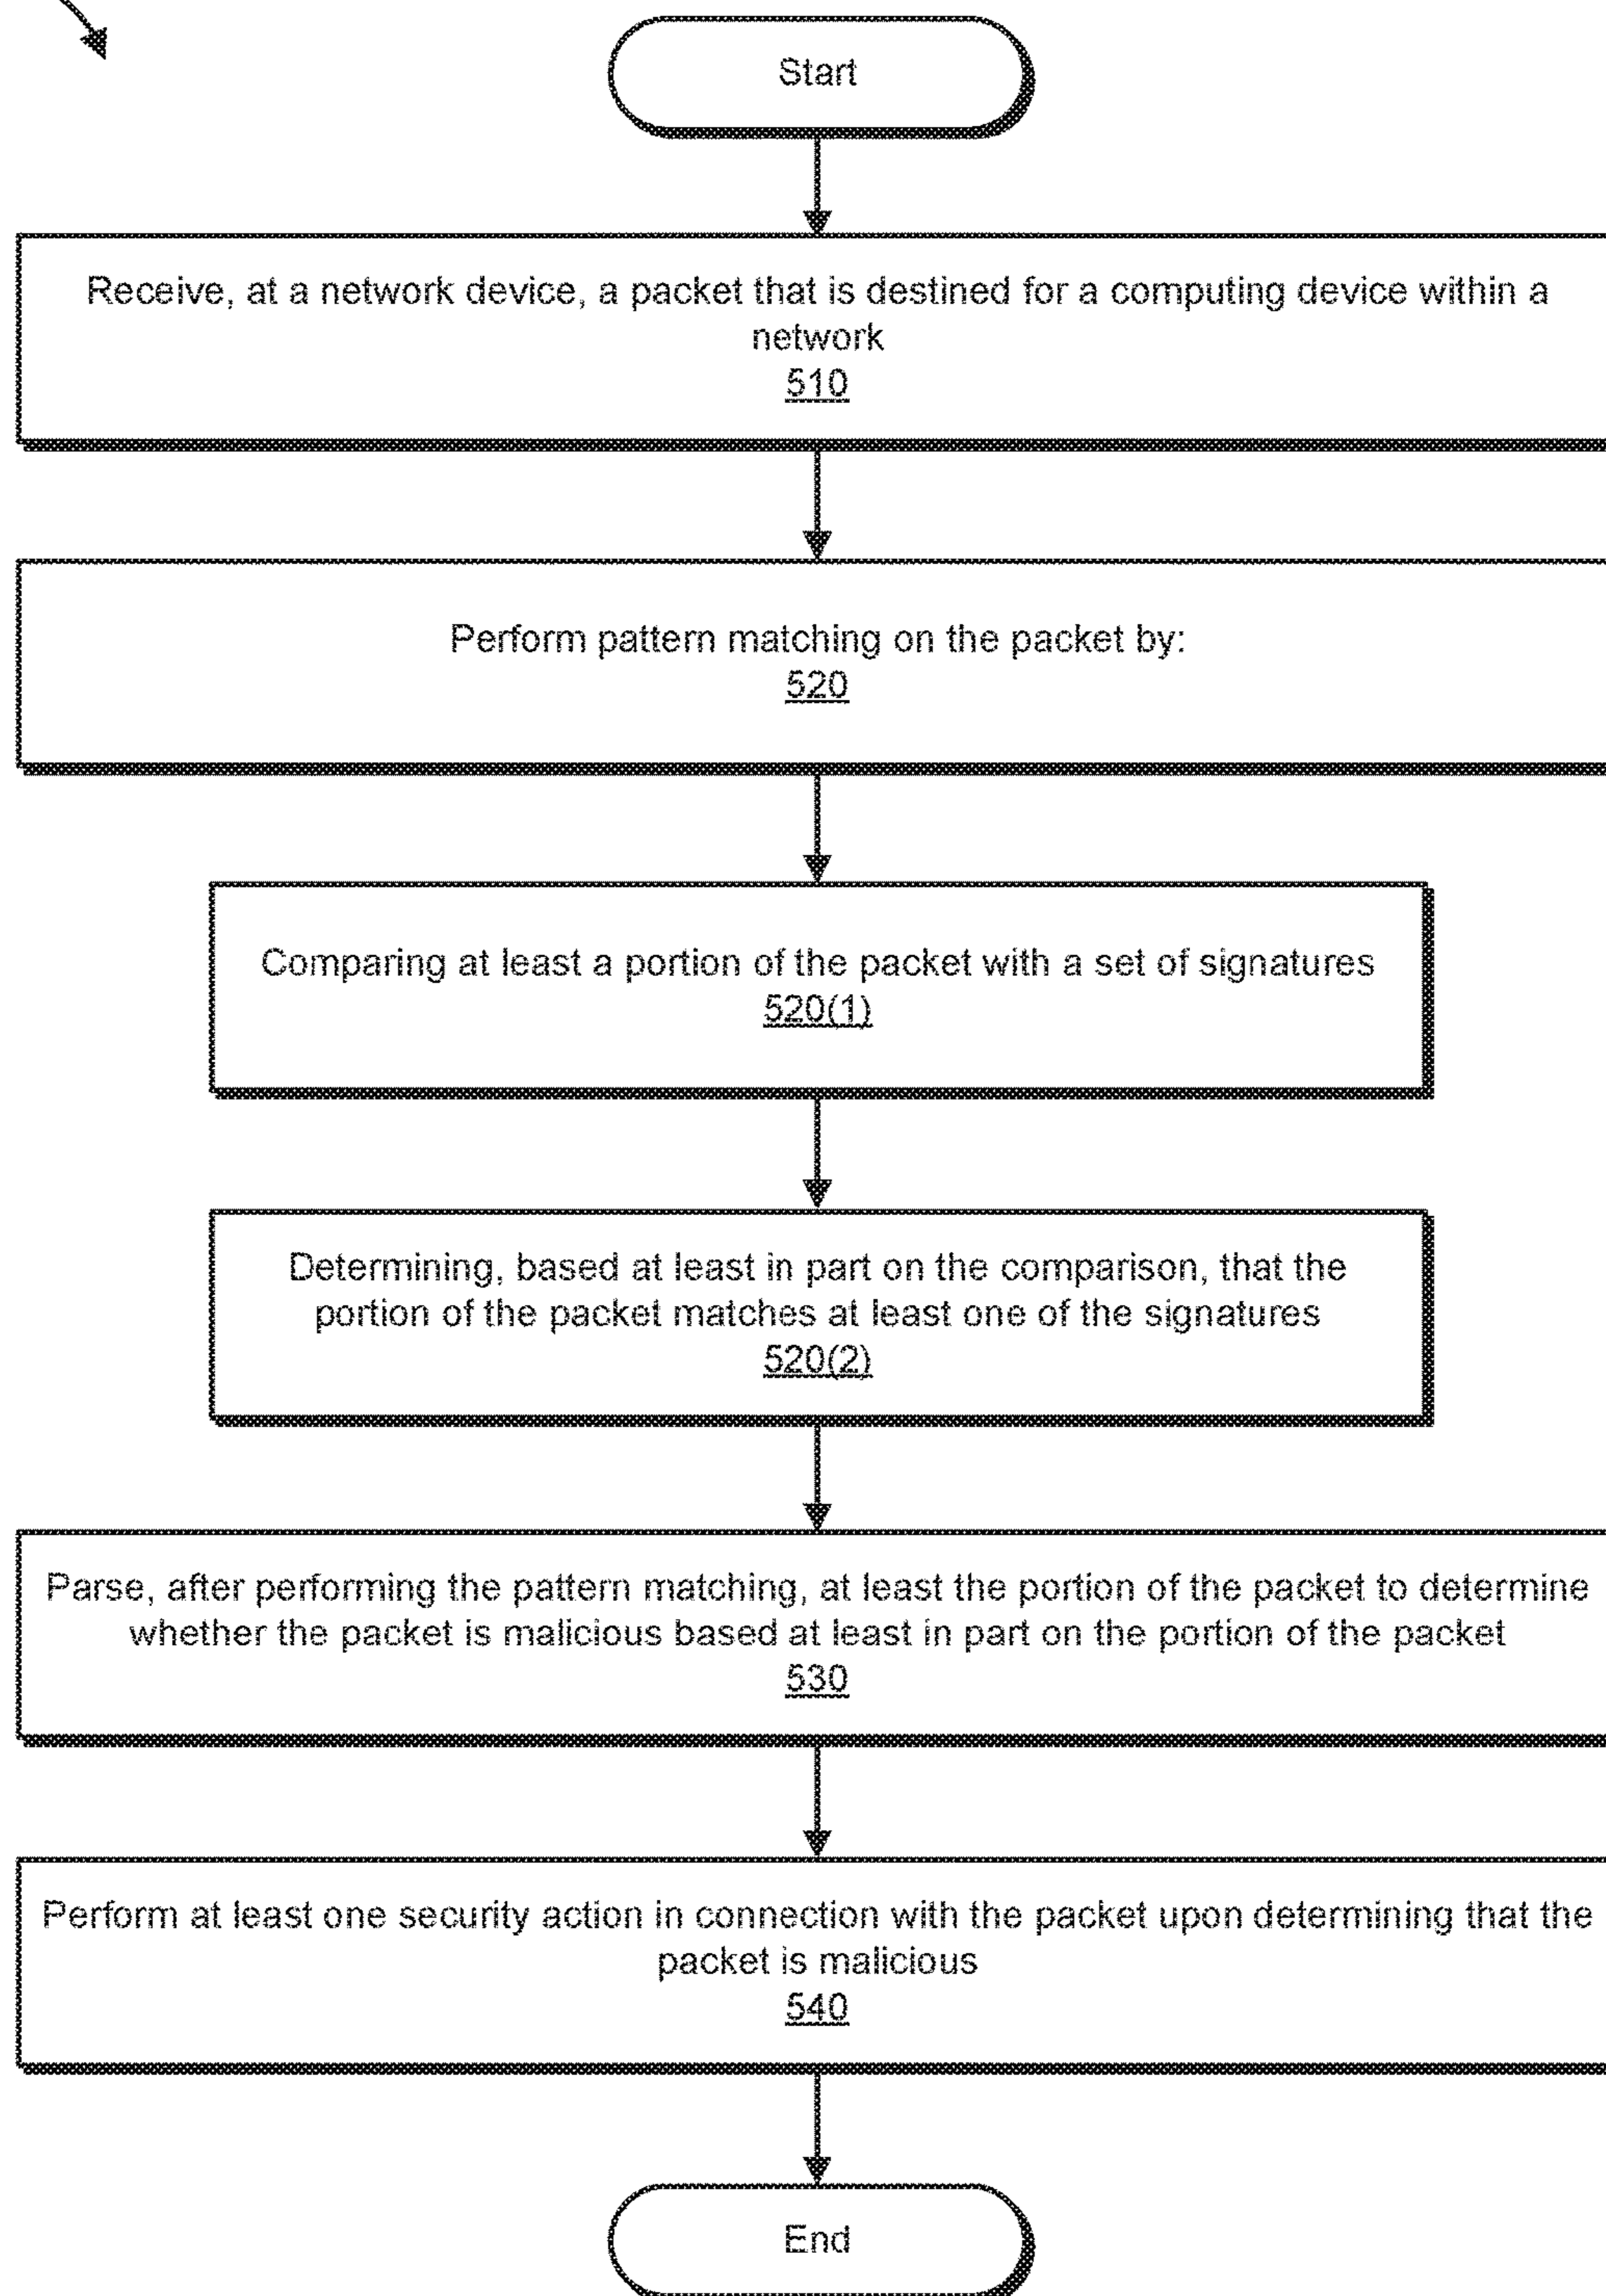 Start
Receive, at a network device, a packet that is destined for a computing device within a
network
510
Perform pattern matching on the packet by:
520
Comparing at least a portion of the packet with a set of signatures
520(1)
Determining, based at least in part on the comparison, that the
portion of the packet matches at least one of the signatures
520(2)
Parse, after performing the pattern matching, at least the portion of the packet to determine
whether the packet is malicious based at least in part on the portion of the packet
530
Perform at least one security action in connection with the packet upon determining that the
packet is malicious
540
End